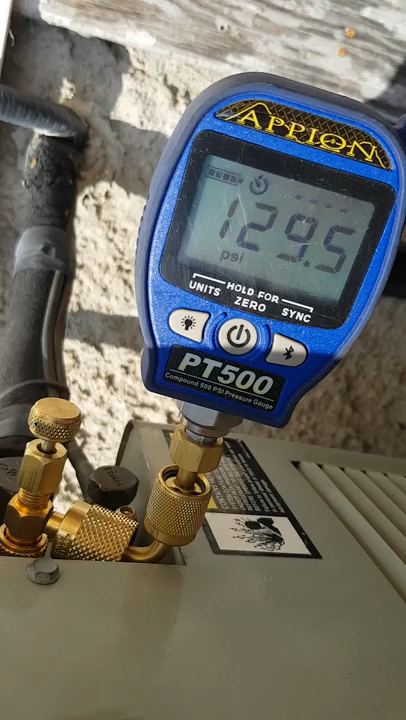 APPION
129.5
psi
HOLD FOR
UNITS ZERO SYNC
PT500
Compound 500 PSI Pressure Gauge